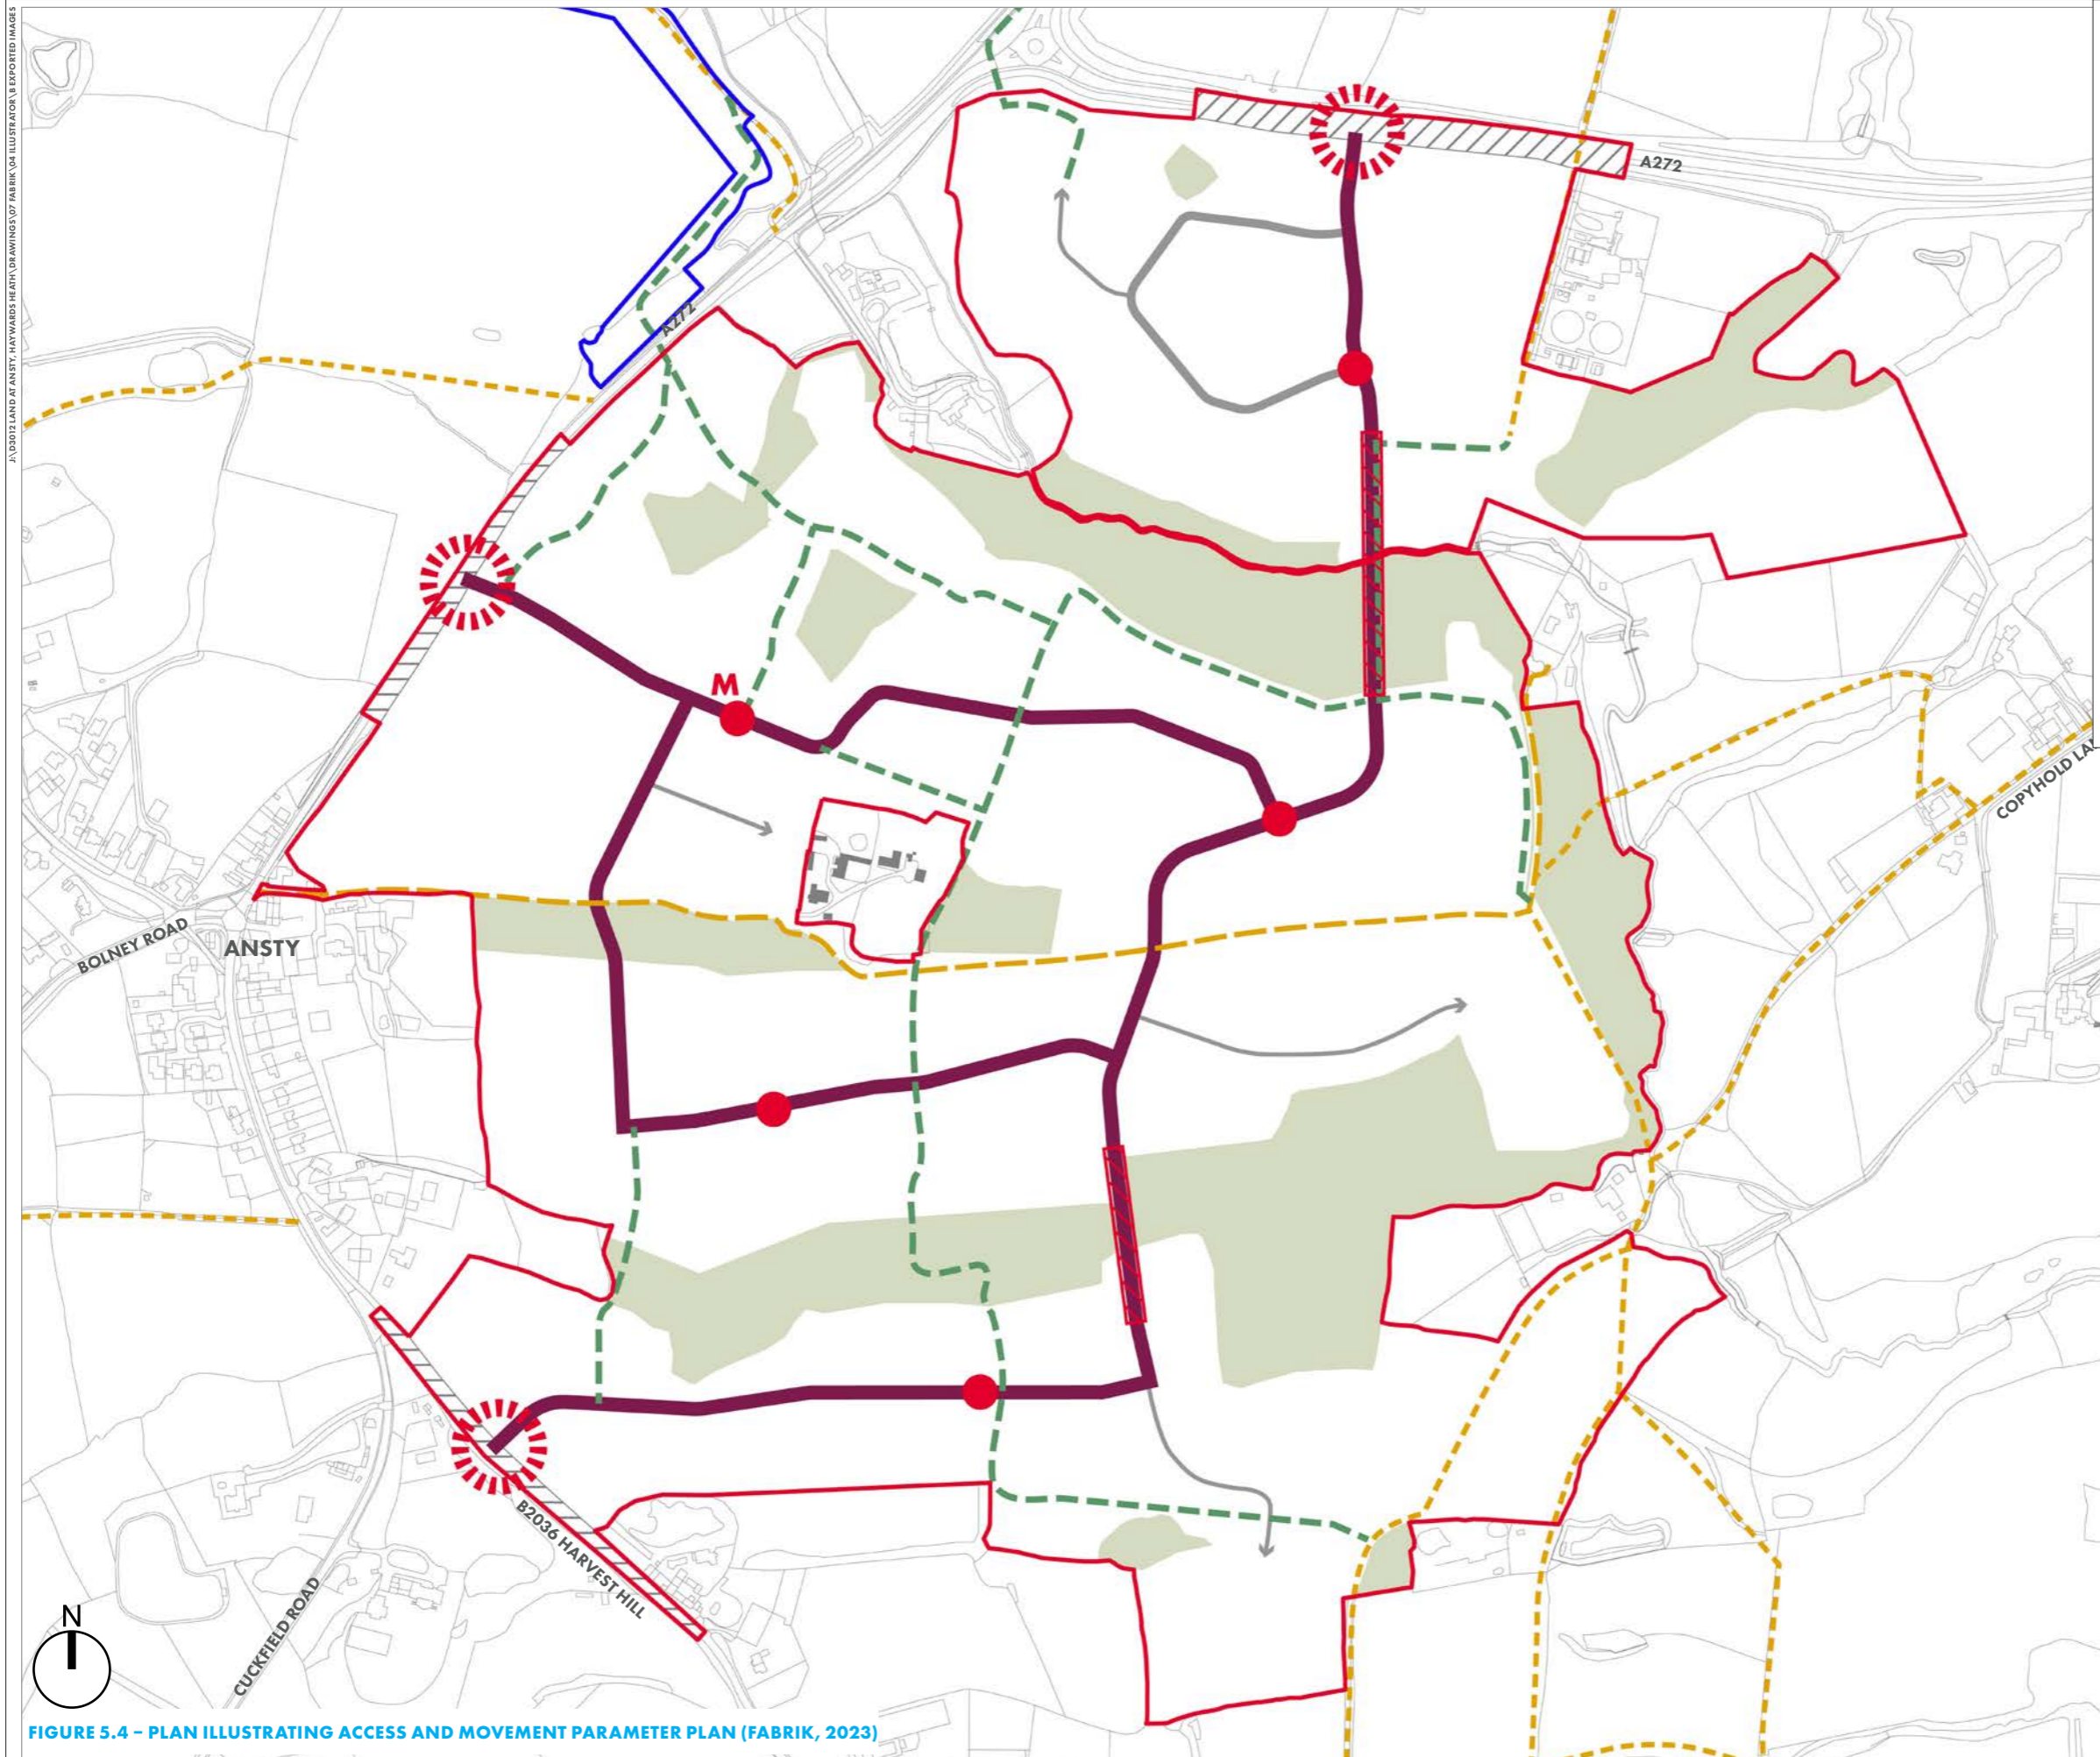 J:\D3012 LAND AT ANSTY, HAYWARDS HEATH\DRAWINGS\07 FABRIK\04 ILLUSTRATOR\B EXPORTED IMAGES
A272
A272
M
COPYHOLD LA
BOLNEY ROAD
ANSTY
B2036 HARVEST HILL
CUCKFIELD ROAD
N
FIGURE 5.4 – PLAN ILLUSTRATING ACCESS AND MOVEMENT PARAMETER PLAN (FABRIK, 2023)